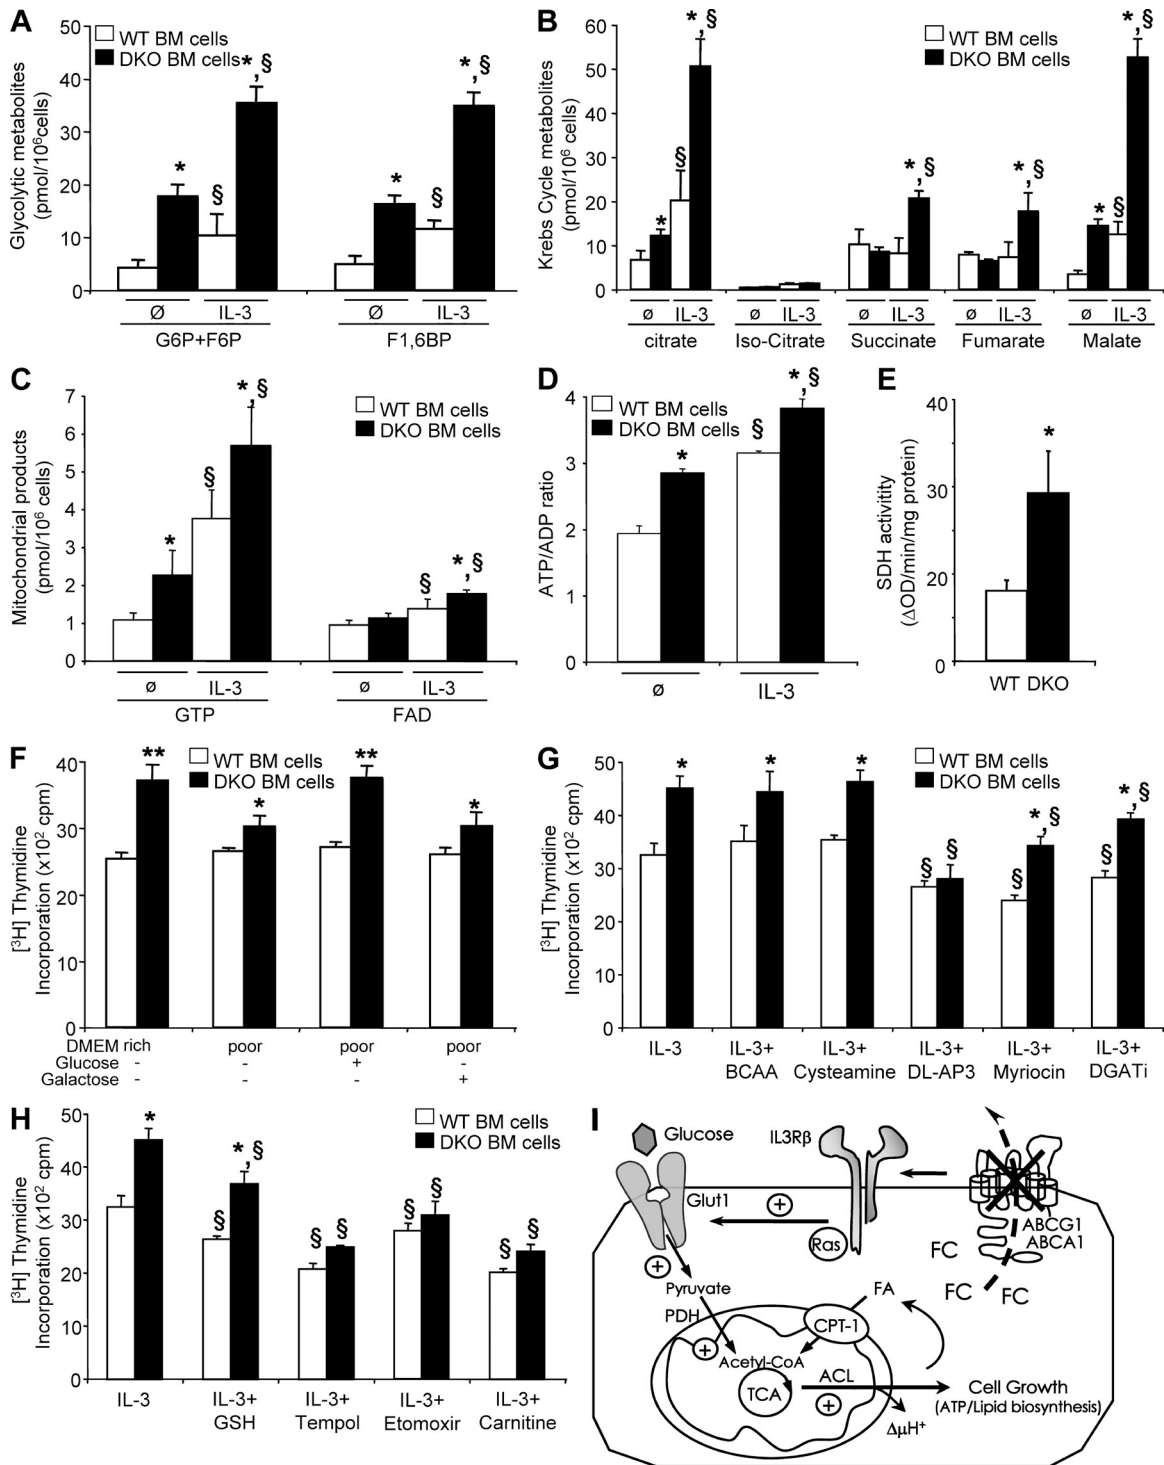 A
Glycolytic metabolites
(pmol/10⁶cells)
50
40
30
20
10
0
WT BM cells
DKO BM cells
*
§
*,§
*
§
*,§
Ø IL-3 Ø IL-3
G6P+F6P F1,6BP
B
Krebs Cycle metabolites
(pmol/10⁶ cells)
60
50
40
30
20
10
0
WT BM cells
DKO BM cells
*
§
*,§
*,§
*,§
*
§
*,§
ø IL-3 ø IL-3 ø IL-3 ø IL-3 ø IL-3
citrate Iso-Citrate Succinate Fumarate Malate
C
Mitochondrial products
(pmol/10⁶ cells)
7
6
5
4
3
2
1
0
WT BM cells
DKO BM cells
*
§
*,§
§
*,§
ø IL-3 ø IL-3
GTP FAD
D
ATP/ADP ratio
4
3
2
1
0
WT BM cells
DKO BM cells
*
§
*,§
ø IL-3
E
SDH activitity
(ΔOD/min/mg protein)
40
30
20
0
*
WT DKO
F
[³H] Thymidine
Incorporation (x10² cpm)
40
30
20
10
0
WT BM cells
DKO BM cells
**
*
**
*
DMEM rich poor poor poor
Glucose - - + -
Galactose - - - +
G
[³H] Thymidine
Incorporation (x10² cpm)
50
40
30
20
10
0
WT BM cells
DKO BM cells
*
*
*
§ §
§ *,§
§ *,§
IL-3 IL-3+ IL-3+ IL-3+ IL-3+ IL-3+
BCAA Cysteamine DL-AP3 Myriocin DGATi
H
[³H] Thymidine
Incorporation (x10² cpm)
50
40
30
20
10
0
WT BM cells
DKO BM cells
*
§ *,§
§ §
§ §
§ §
IL-3 IL-3+ IL-3+ IL-3+ IL-3+
GSH Tempol Etomoxir Carnitine
I
Glucose
IL3Rβ
Glut1
+
Ras
ABCG1
ABCA1
FC
FC
FC
+
Pyruvate
PDH
FA
CPT-1
+
Acetyl-CoA
TCA
ACL
+
Cell Growth
(ATP/Lipid biosynthesis)
ΔμH⁺